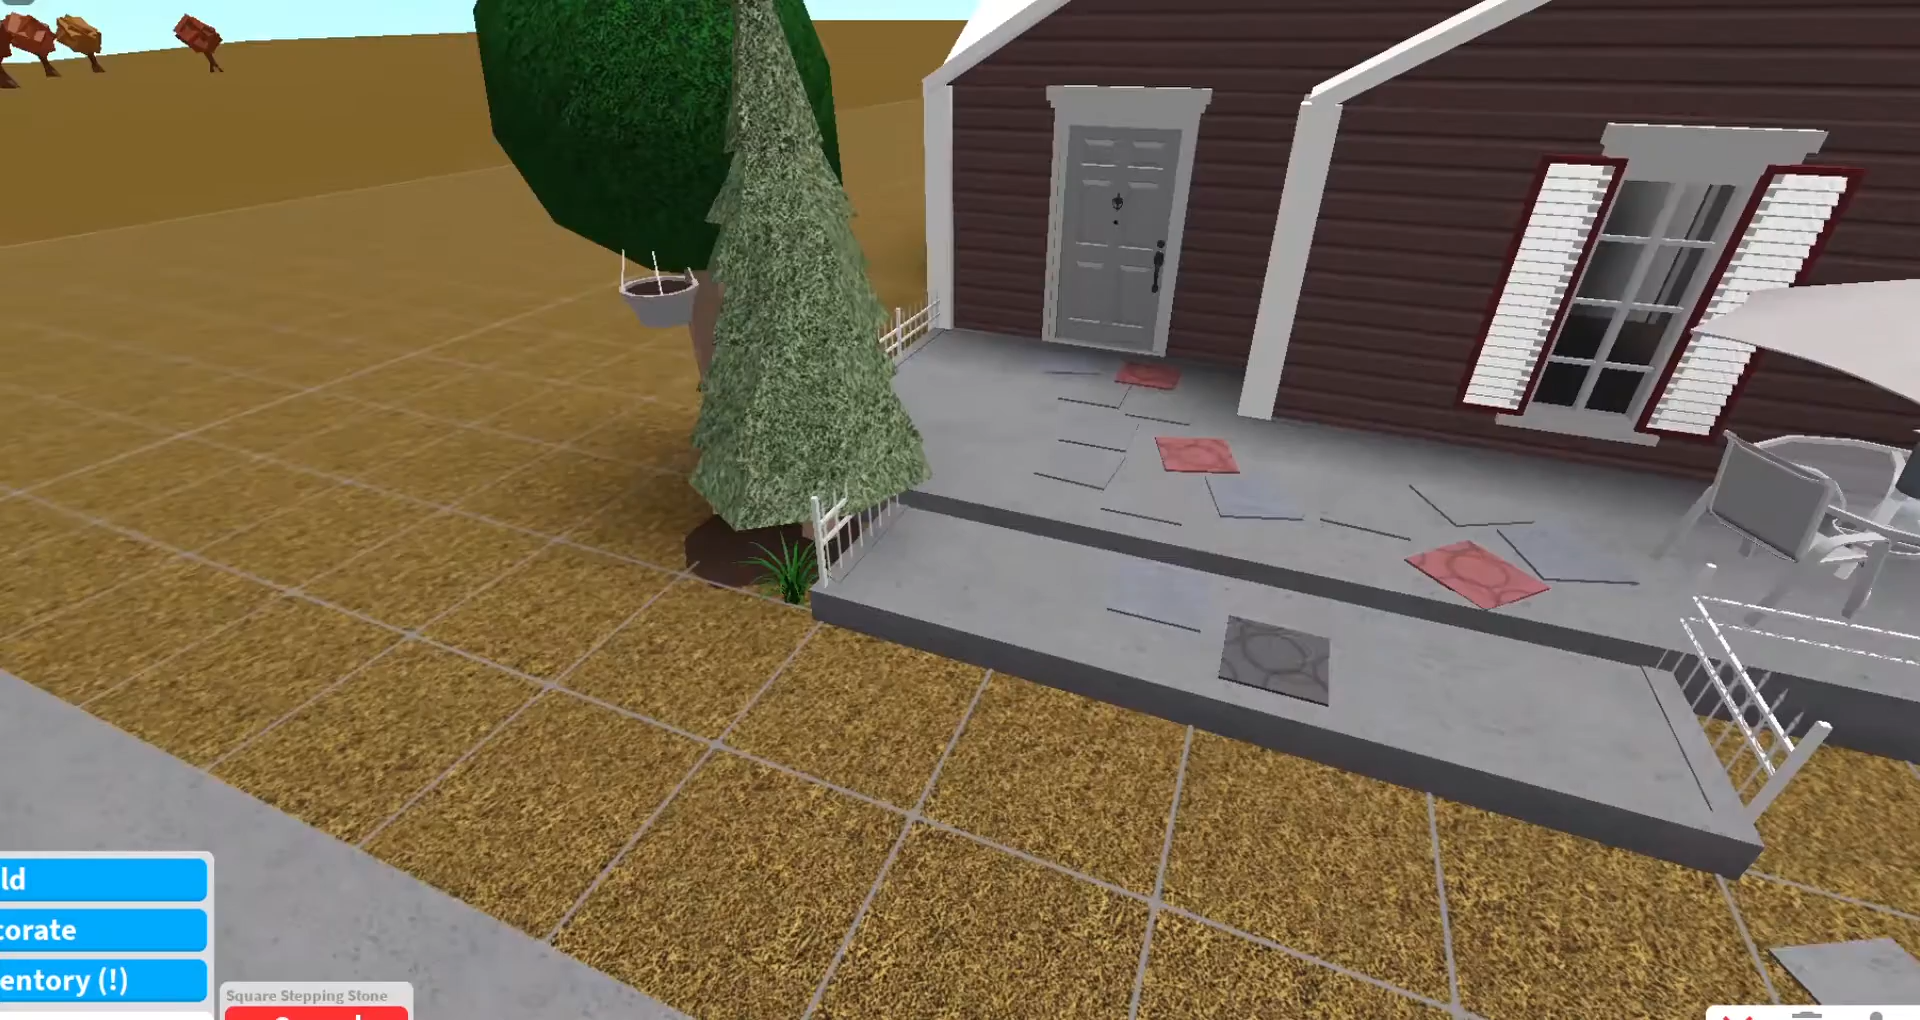 ld
corate
entory (!)
Square Stepping Stone